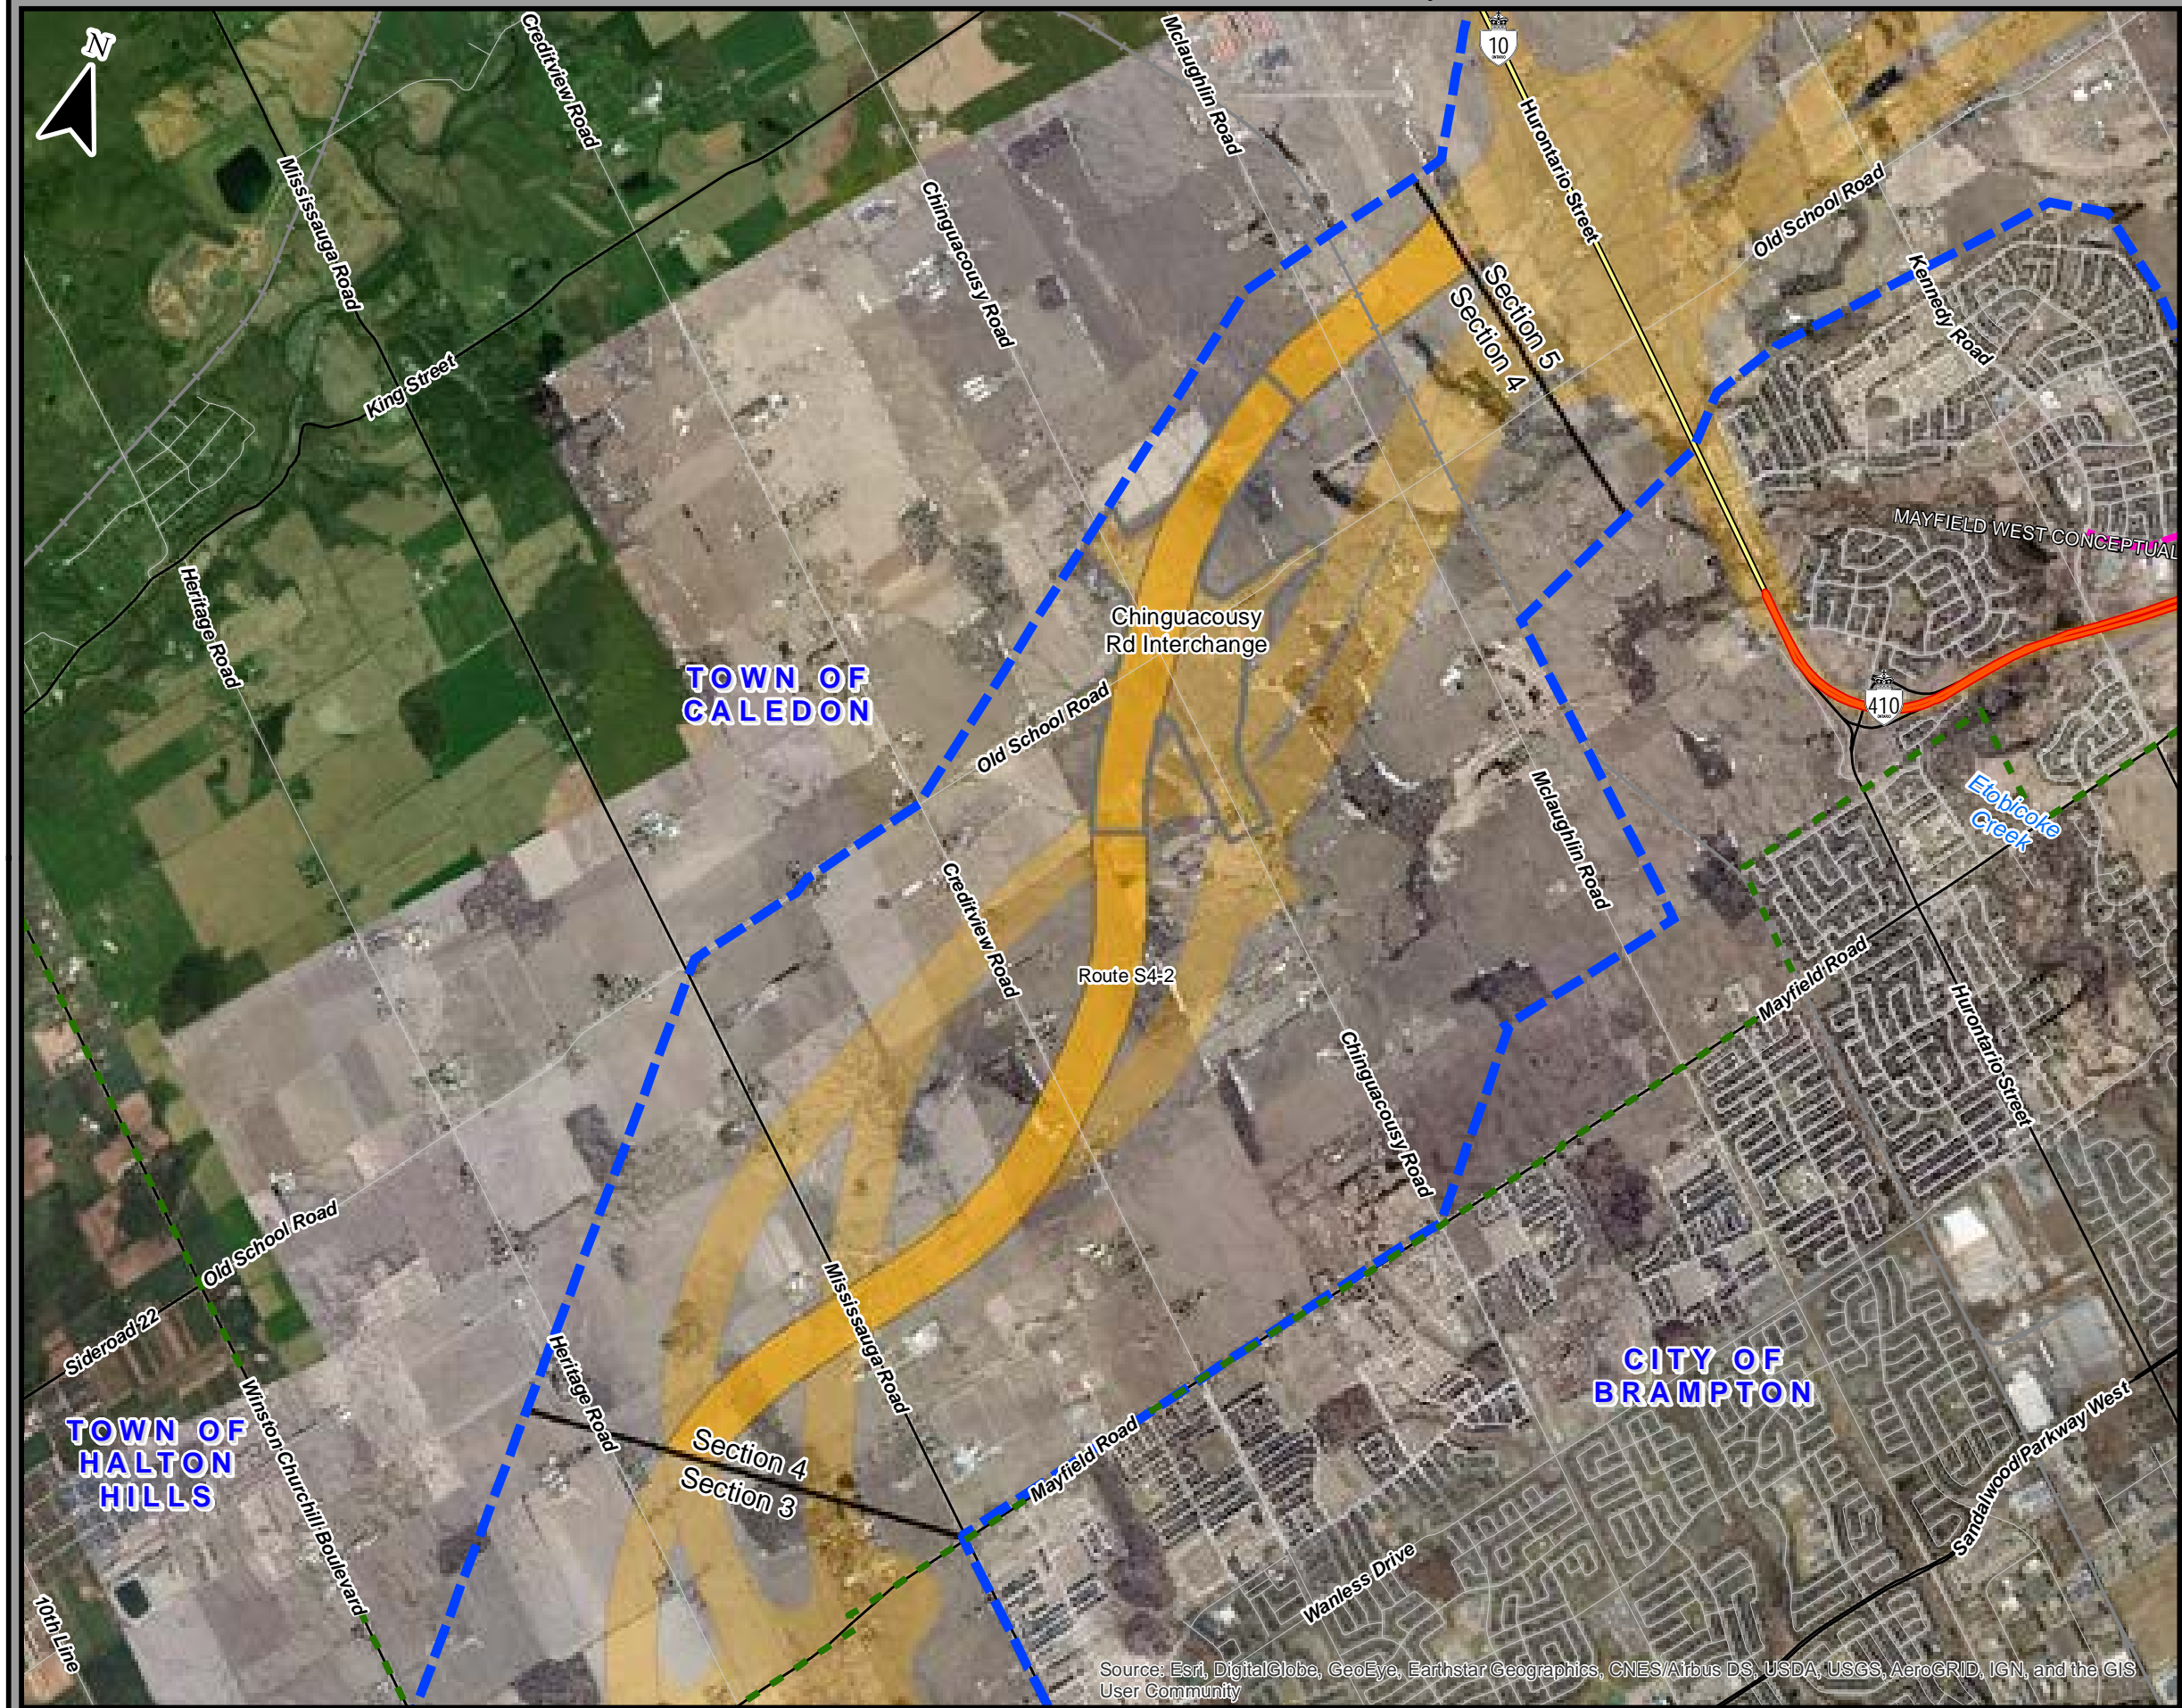 N
Creditview Road
Mclaughlin Road
10
ONTARIO
Hurontario Street
Mississauga Road
Chinguacousy Road
Old School Road
Kennedy Road
Section 5
Section 4
King Street
MAYFIELD WEST CONCEPTUAL
Heritage Road
Chinguacousy
Rd Interchange
TOWN OF
CALEDON
Old School Road
410
ONTARIO
Mclaughlin Road
Etobicoke
Creek
Creditview Road
Route S4-2
Mayfield Road
Hurontario Street
Chinguacousy Road
Old School Road
Sideroad 22
Mississauga Road
Heritage Road
CITY OF
BRAMPTON
Winston Churchill Boulevard
TOWN OF
HALTON
HILLS
Section 4
Section 3
Mayfield Road
Sandalwood Parkway West
Wanless Drive
10th Line
Source: Esri, DigitalGlobe, GeoEye, Earthstar Geographics, CNES/Airbus DS, USDA, USGS, AeroGRID, IGN, and the GIS
User Community